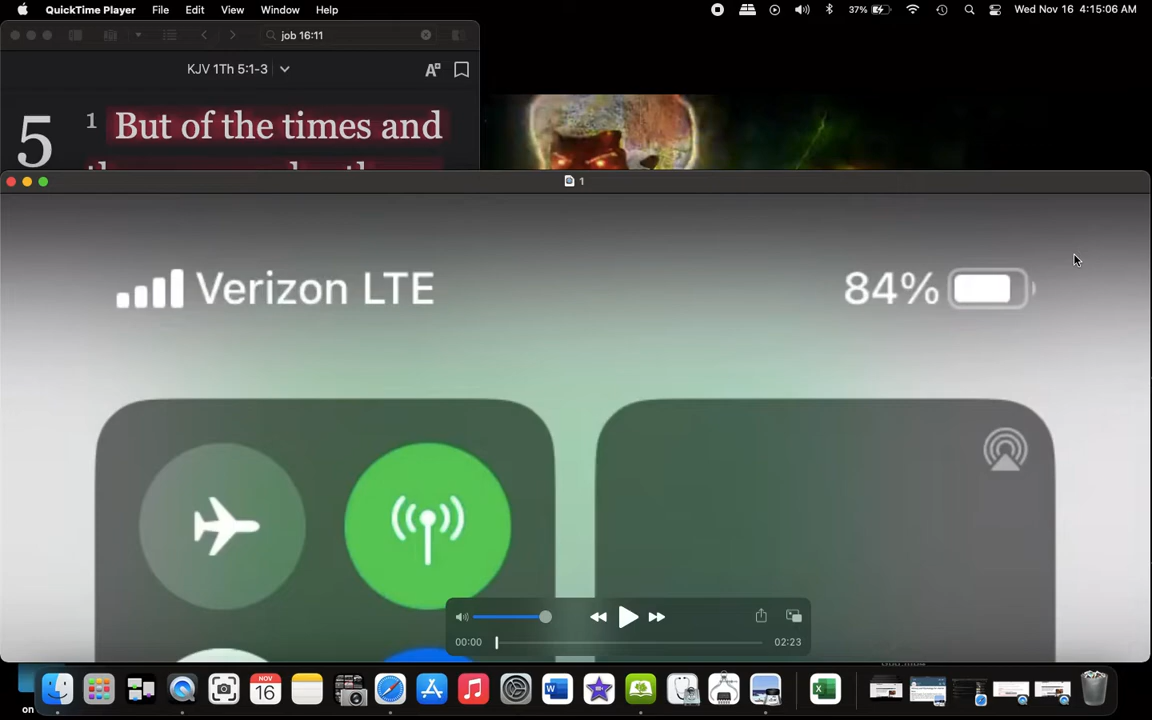 QuickTime Player File Edit View Window Help 37% Wed Nov 16 4:15:06 AM
job 16:11
KJV 1Th 5:1-3
5 1 But of the times and
1
Verizon LTE 84%
00:00 02:23
NOV
16
on